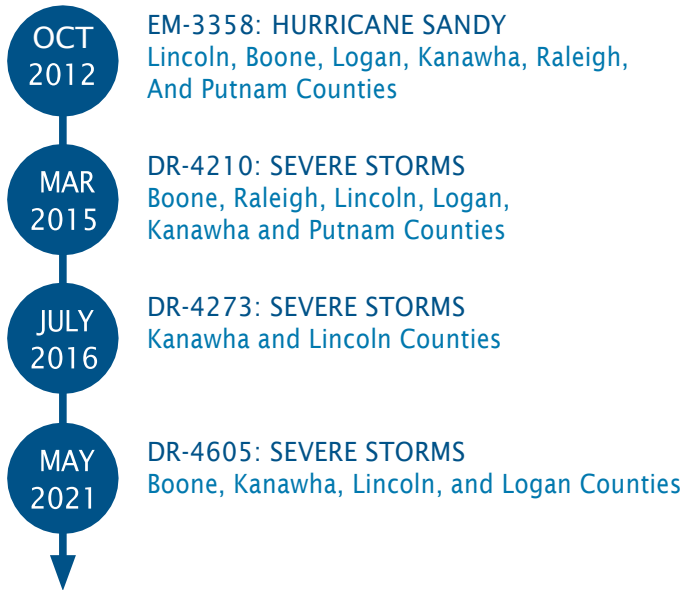 OCT
2012
EM-3358: HURRICANE SANDY
Lincoln, Boone, Logan, Kanawha, Raleigh,
And Putnam Counties
MAR
2015
DR-4210: SEVERE STORMS
Boone, Raleigh, Lincoln, Logan,
Kanawha and Putnam Counties
JULY
2016
DR-4273: SEVERE STORMS
Kanawha and Lincoln Counties
MAY
2021
DR-4605: SEVERE STORMS
Boone, Kanawha, Lincoln, and Logan Counties